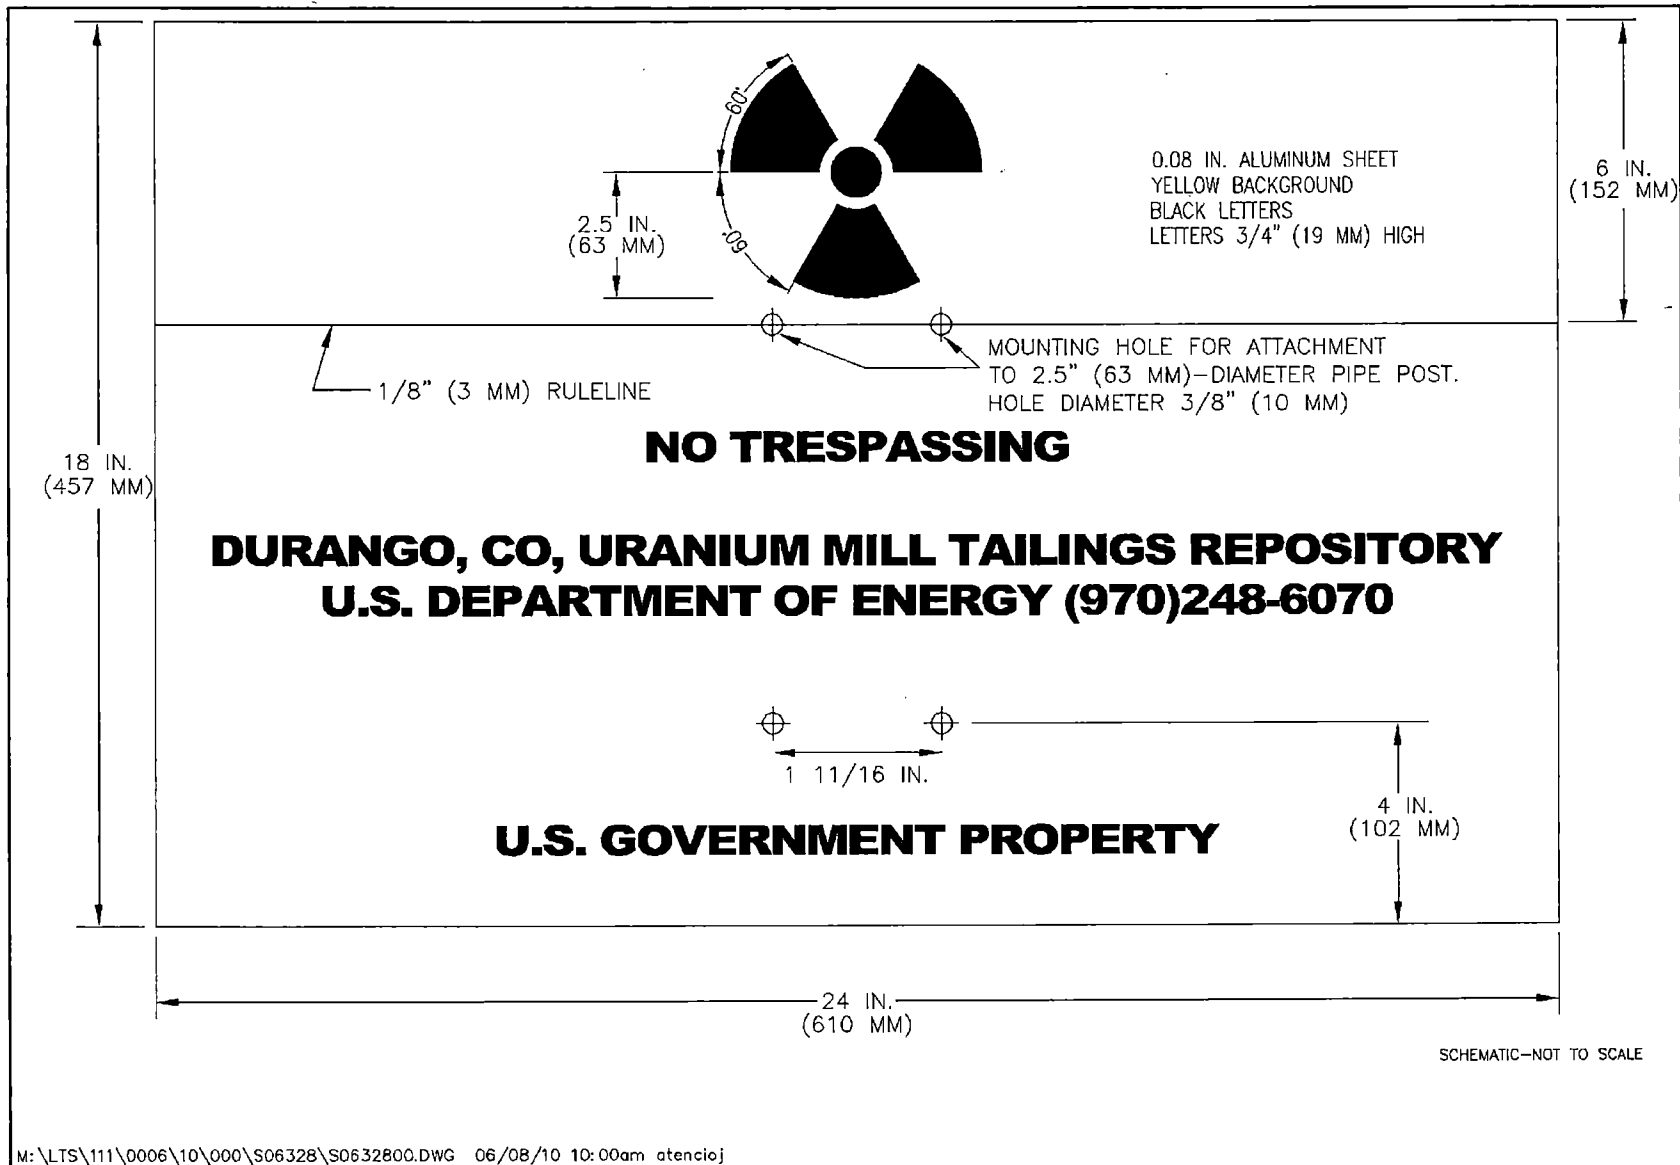 60°
60°
2.5 IN.
(63 MM)
0.08 IN. ALUMINUM SHEET
YELLOW BACKGROUND
BLACK LETTERS
LETTERS 3/4" (19 MM) HIGH
6 IN.
(152 MM)
1/8" (3 MM) RULELINE
MOUNTING HOLE FOR ATTACHMENT
TO 2.5" (63 MM)-DIAMETER PIPE POST.
HOLE DIAMETER 3/8" (10 MM)
18 IN.
(457 MM)
NO TRESPASSING
DURANGO, CO, URANIUM MILL TAILINGS REPOSITORY
U.S. DEPARTMENT OF ENERGY (970)248-6070
1 11/16 IN.
4 IN.
(102 MM)
U.S. GOVERNMENT PROPERTY
24 IN.
(610 MM)
SCHEMATIC-NOT TO SCALE
M:\LTS\111\0006\10\000\S06328\S0632800.DWG 06/08/10 10:00am atencioj